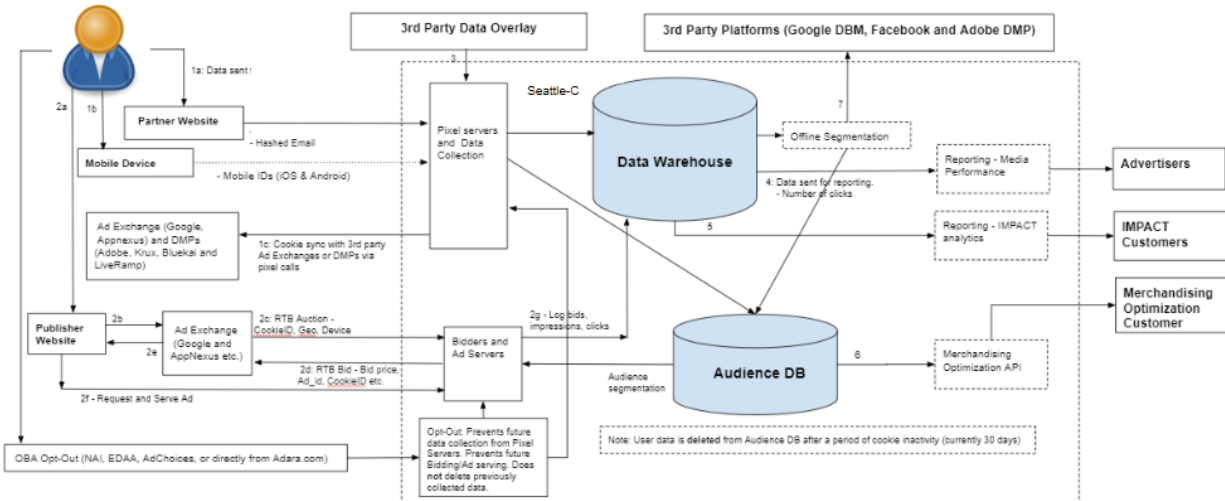 3rd Party Data Overlay
3rd Party Platforms (Google DBM, Facebook and Adobe DMP)
1a: Data sent
3
2a
1b
7
Seattle-C
Partner Website
- Hashed Email
Mobile Device
- Mobile IDs (iOS & Android)
Pixel servers
and Data
Collection
Data Warehouse
Offline Segmentation
4: Data sent for reporting.
- Number of clicks
Reporting - Media
Performance
Advertisers
5
Reporting - IMPACT
analytics
IMPACT
Customers
Ad Exchange (Google,
Appnexus) and DMPs
(Adobe, Krux, Bluekai and
LiveRamp)
1c: Cookie sync with 3rd party
Ad Exchanges or DMPs via
pixel calls
Merchandising
Optimization
Customer
Publisher
Website
2b
2e
Ad Exchange
(Google and
AppNexus etc.)
2c: RTB Auction -
CookieID, Geo, Device
2d: RTB Bid - Bid price,
Ad_id, CookieID etc.
2f - Request and Serve Ad
Bidders and
Ad Servers
2g - Log bids,
impressions, clicks
Audience
segmentation
Audience DB
6
Merchandising
Optimization API
OBA Opt-Out (NAI, EDAA, AdChoices, or directly from Adara.com)
Opt-Out: Prevents future
data collection from Pixel
Servers. Prevents future
Bidding/Ad serving. Does
not delete previously
collected data.
Note: User data is deleted from Audience DB after a period of cookie inactivity (currently 30 days)